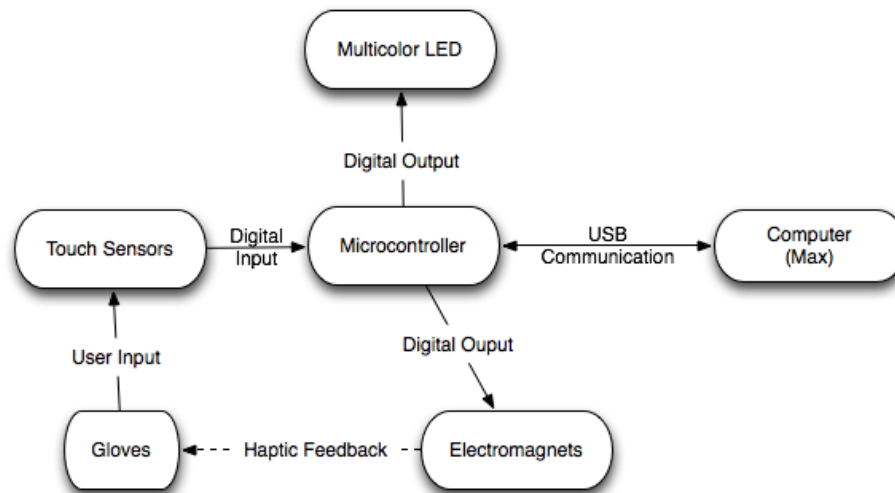 Multicolor LED
Digital Output
Touch Sensors
Digital
Input
Microcontroller
USB
Communication
Computer
(Max)
User Input
Digital Ouput
Gloves
Haptic Feedback
Electromagnets